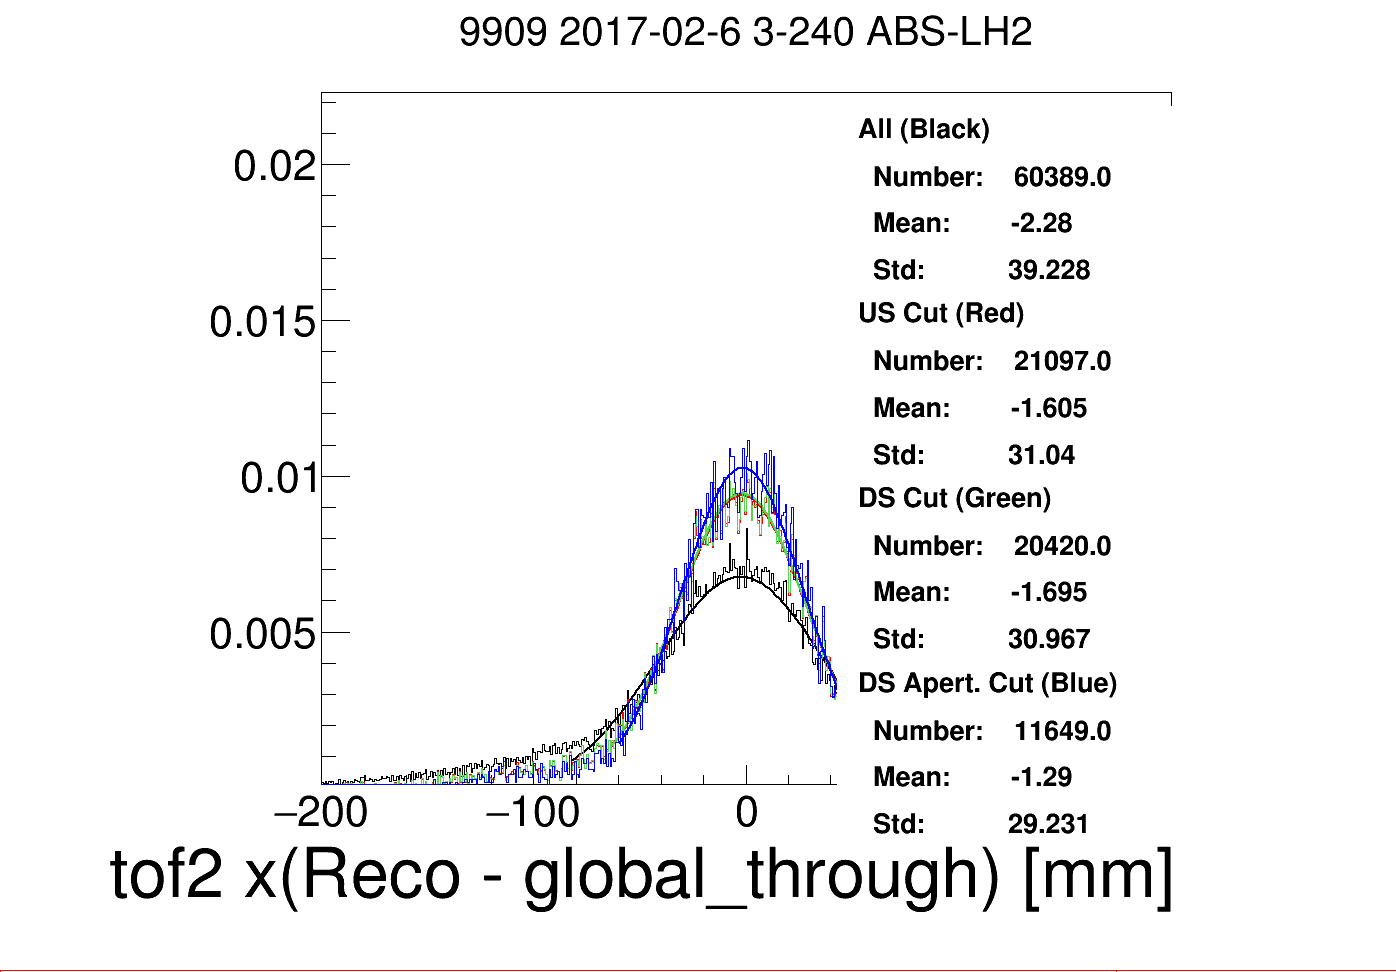 9909 2017-02-6 3-240 ABS-LH2
All (Black)
Number: 60389.0
Mean: -2.28
Std: 39.228
US Cut (Red)
Number: 21097.0
Mean: -1.605
Std: 31.04
DS Cut (Green)
Number: 20420.0
Mean: -1.695
Std: 30.967
DS Apert. Cut (Blue)
Number: 11649.0
Mean: -1.29
Std: 29.231
0.02
0.015
0.01
0.005
−200 −100 0
tof2 x(Reco - global_through) [mm]